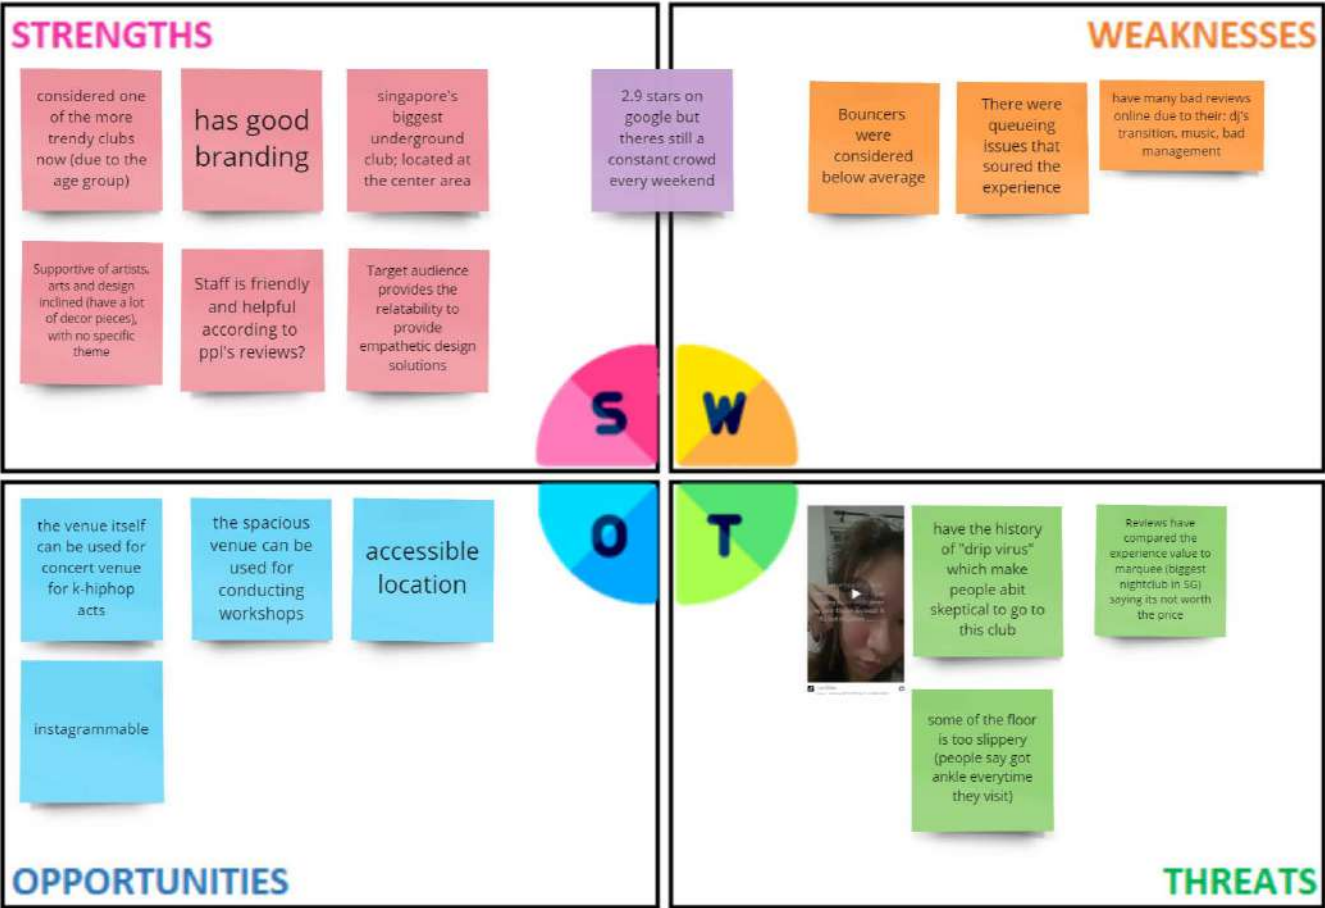 STRENGTHS
considered one
of the more
trendy clubs
now (due to the
age group)
has good
branding
singapore's
biggest
underground
club; located at
the center area
2.9 stars on
google but
theres still a
constant crowd
every weekend
Supportive of artists,
arts and design
inclined (have a lot
of decor pieces),
with no specific
theme
Staff is friendly
and helpful
according to
ppl's reviews?
Target audience
provides the
relatability to
provide
empathetic design
solutions
S
WEAKNESSES
Bouncers
were
considered
below average
There were
queueing
issues that
soured the
experience
have many bad reviews
online due to their: dj's
transition, music, bad
management
W
the venue itself
can be used for
concert venue
for k-hiphop
acts
the spacious
venue can be
used for
conducting
workshops
accessible
location
instagrammable
O
OPPORTUNITIES
T
have the history
of "drip virus"
which make
people abit
skeptical to go to
this club
Reviews have
compared the
experience value to
marquee (biggest
nightclub in SG)
saying its not worth
the price
some of the floor
is too slippery
(people say got
ankle everytime
they visit)
THREATS